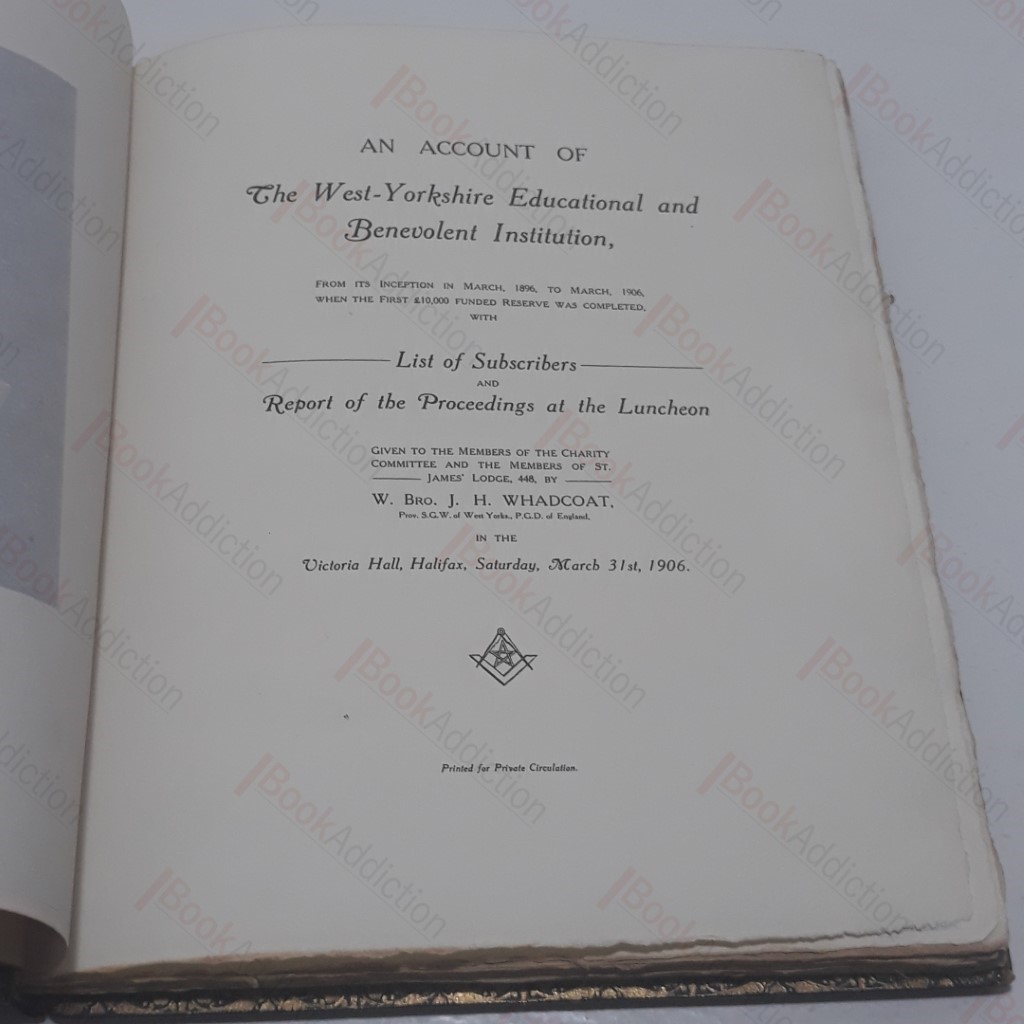 AN ACCOUNT OF
The West-Yorkshire Educational and
Benevolent Institution,
FROM ITS INCEPTION IN MARCH, 1896, TO MARCH, 1906,
WHEN THE FIRST £10,000 FUNDED RESERVE WAS COMPLETED,
WITH
List of Subscribers
AND
Report of the Proceedings at the Luncheon
GIVEN TO THE MEMBERS OF THE CHARITY
COMMITTEE AND THE MEMBERS OF ST.
JAMES' LODGE, 448, BY
W. BRO. J. H. WHADCOAT,
Prov. S.G.W. of West Yorks., P.G.D. of England,
IN THE
Victoria Hall, Halifax, Saturday, March 31st, 1906.
Printed for Private Circulation.
BookAddiction